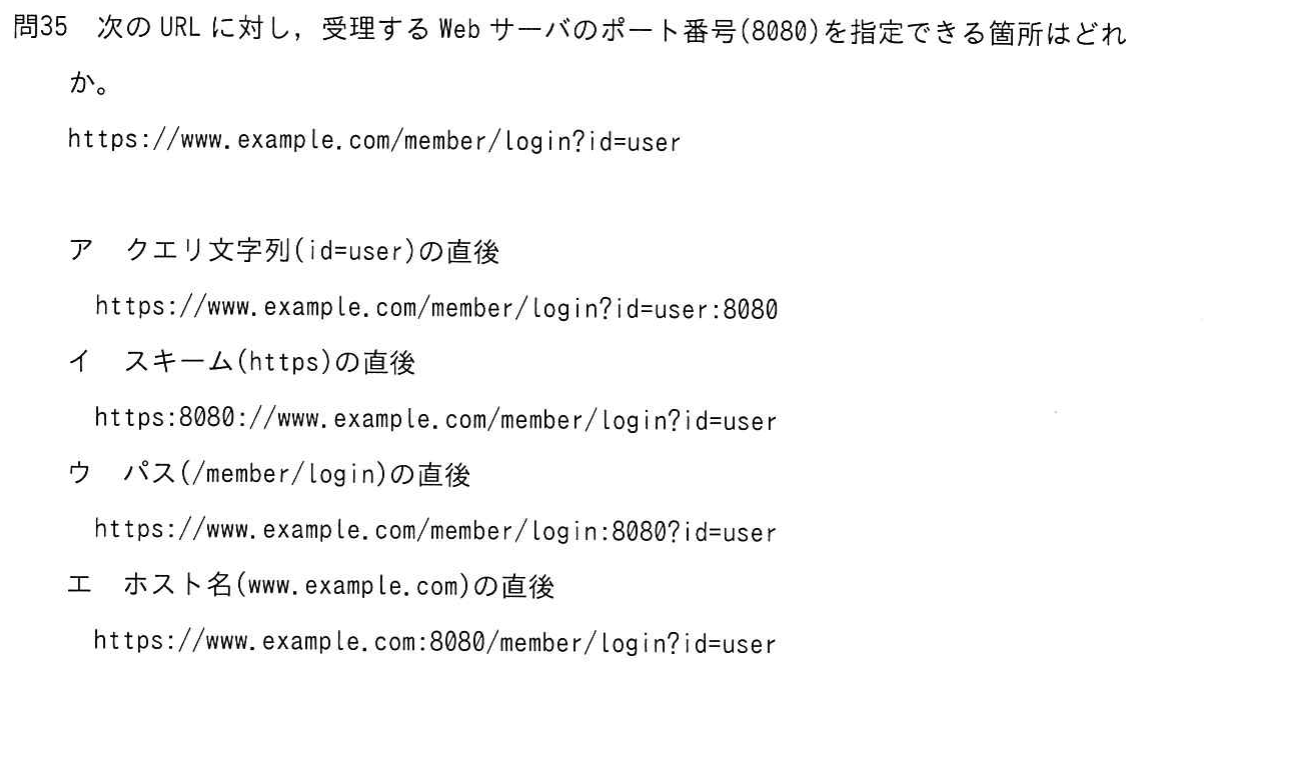 問35　次の URL に対し，受理する Web サーバのポート番号(8080)を指定できる箇所はどれ
か。
https://www.example.com/member/login?id=user
ア　クエリ文字列(id=user)の直後
https://www.example.com/member/login?id=user:8080
イ　スキーム(https)の直後
https:8080://www.example.com/member/login?id=user
ウ　パス(/member/login)の直後
https://www.example.com/member/login:8080?id=user
エ　ホスト名(www.example.com)の直後
https://www.example.com:8080/member/login?id=user